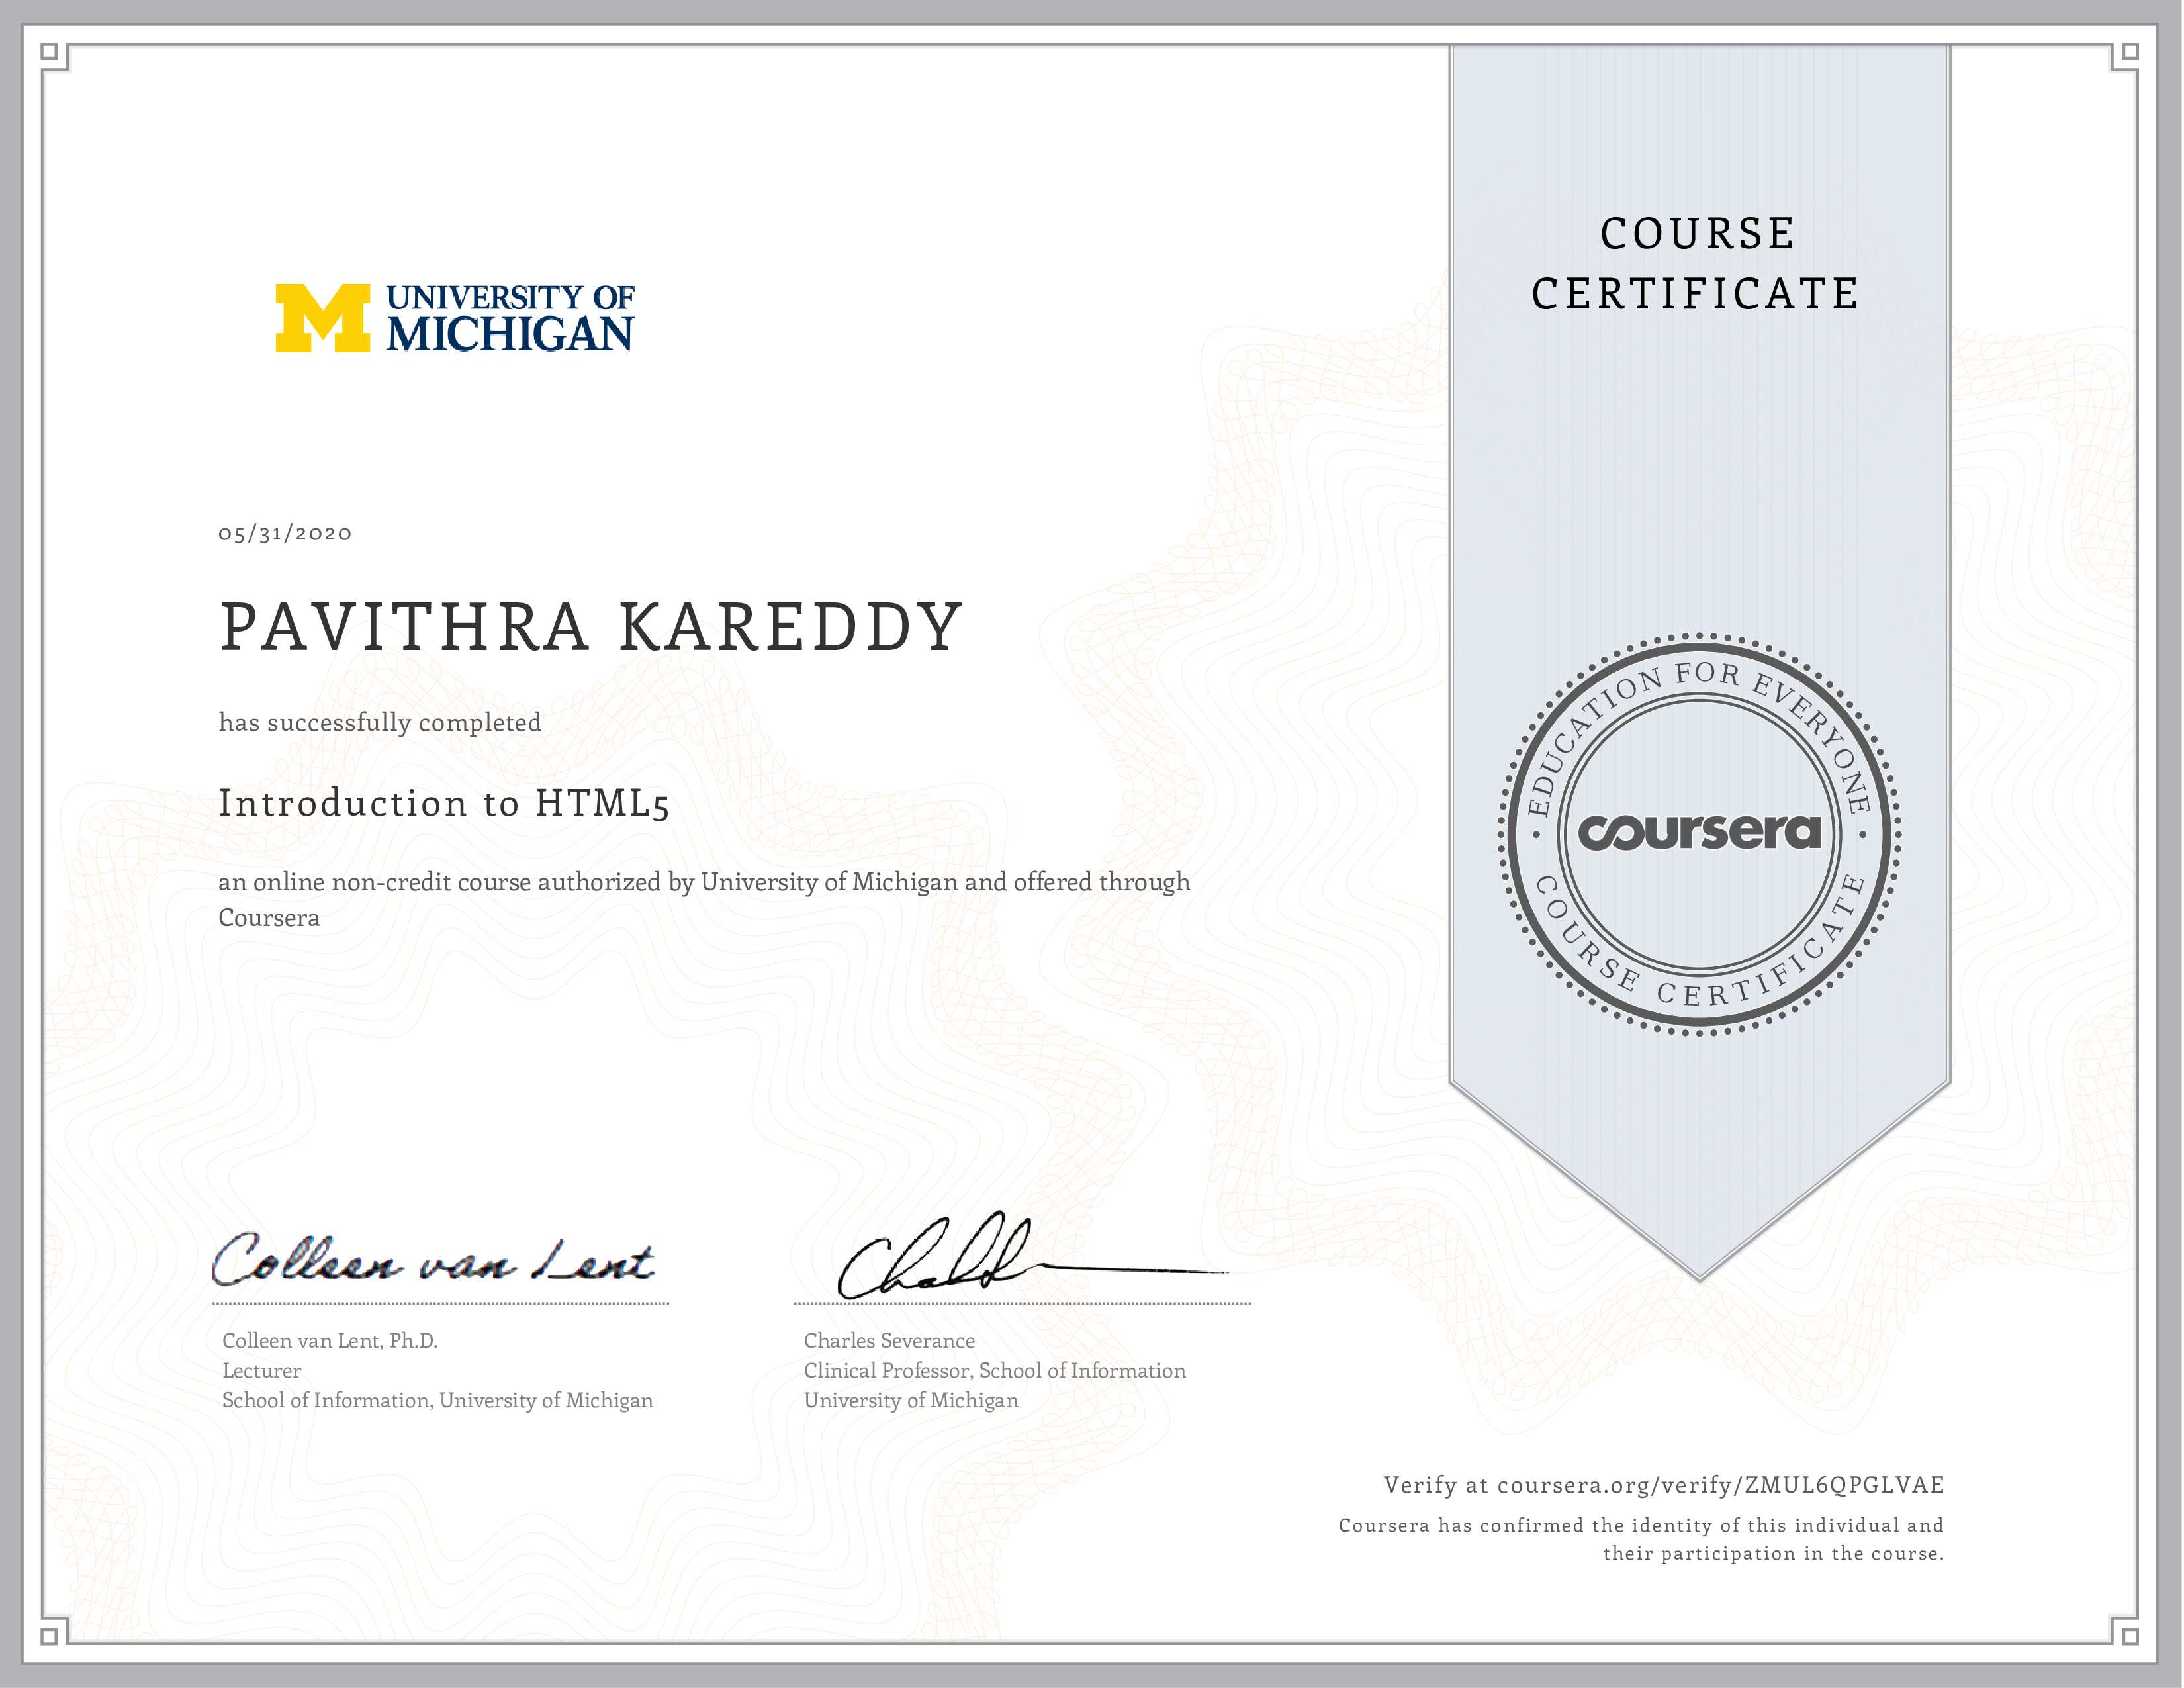 COURSE
CERTIFICATE
UNIVERSITY OF
MICHIGAN
05/31/2020
PAVITHRA KAREDDY
has successfully completed
Introduction to HTML5
an online non-credit course authorized by University of Michigan and offered through
Coursera
EDUCATION FOR EVERYONE
coursera
COURSE CERTIFICATE
Colleen van Lent
Colleen van Lent, Ph.D.
Lecturer
School of Information, University of Michigan
Charles Severance
Clinical Professor, School of Information
University of Michigan
Verify at coursera.org/verify/ZMUL6QPGLVAE
Coursera has confirmed the identity of this individual and
their participation in the course.